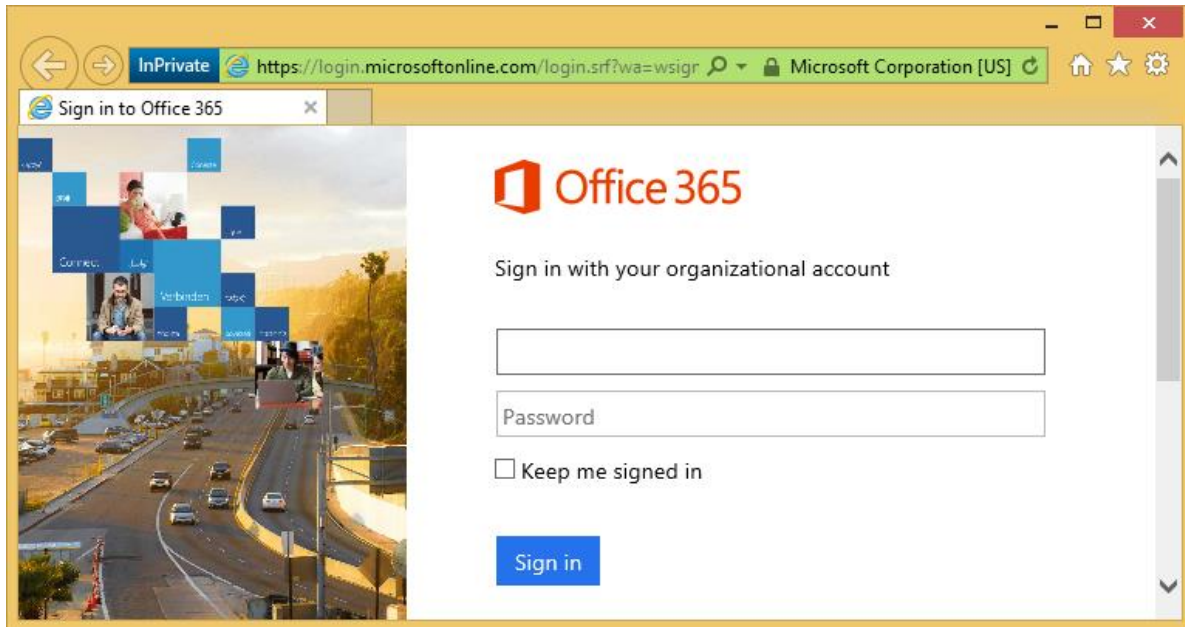 InPrivate https://login.microsoftonline.com/login.srf?wa=wsigr Microsoft Corporation [US]
Sign in to Office 365
Office 365
Sign in with your organizational account
Connect
Verbinden
Password
Keep me signed in
Sign in